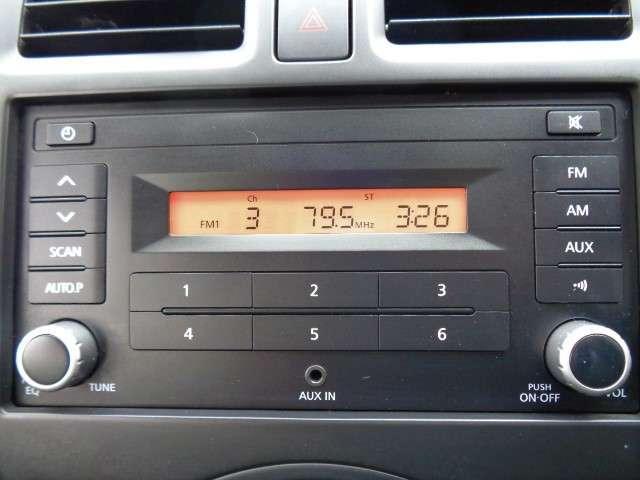 Ch
ST
FM1 3 79.5 MHz 3:26
SCAN
AUTO.P
FM
AM
AUX
1 2 3
4 5 6
EQ
TUNE
AUX IN
PUSH
ON·OFF
VOL